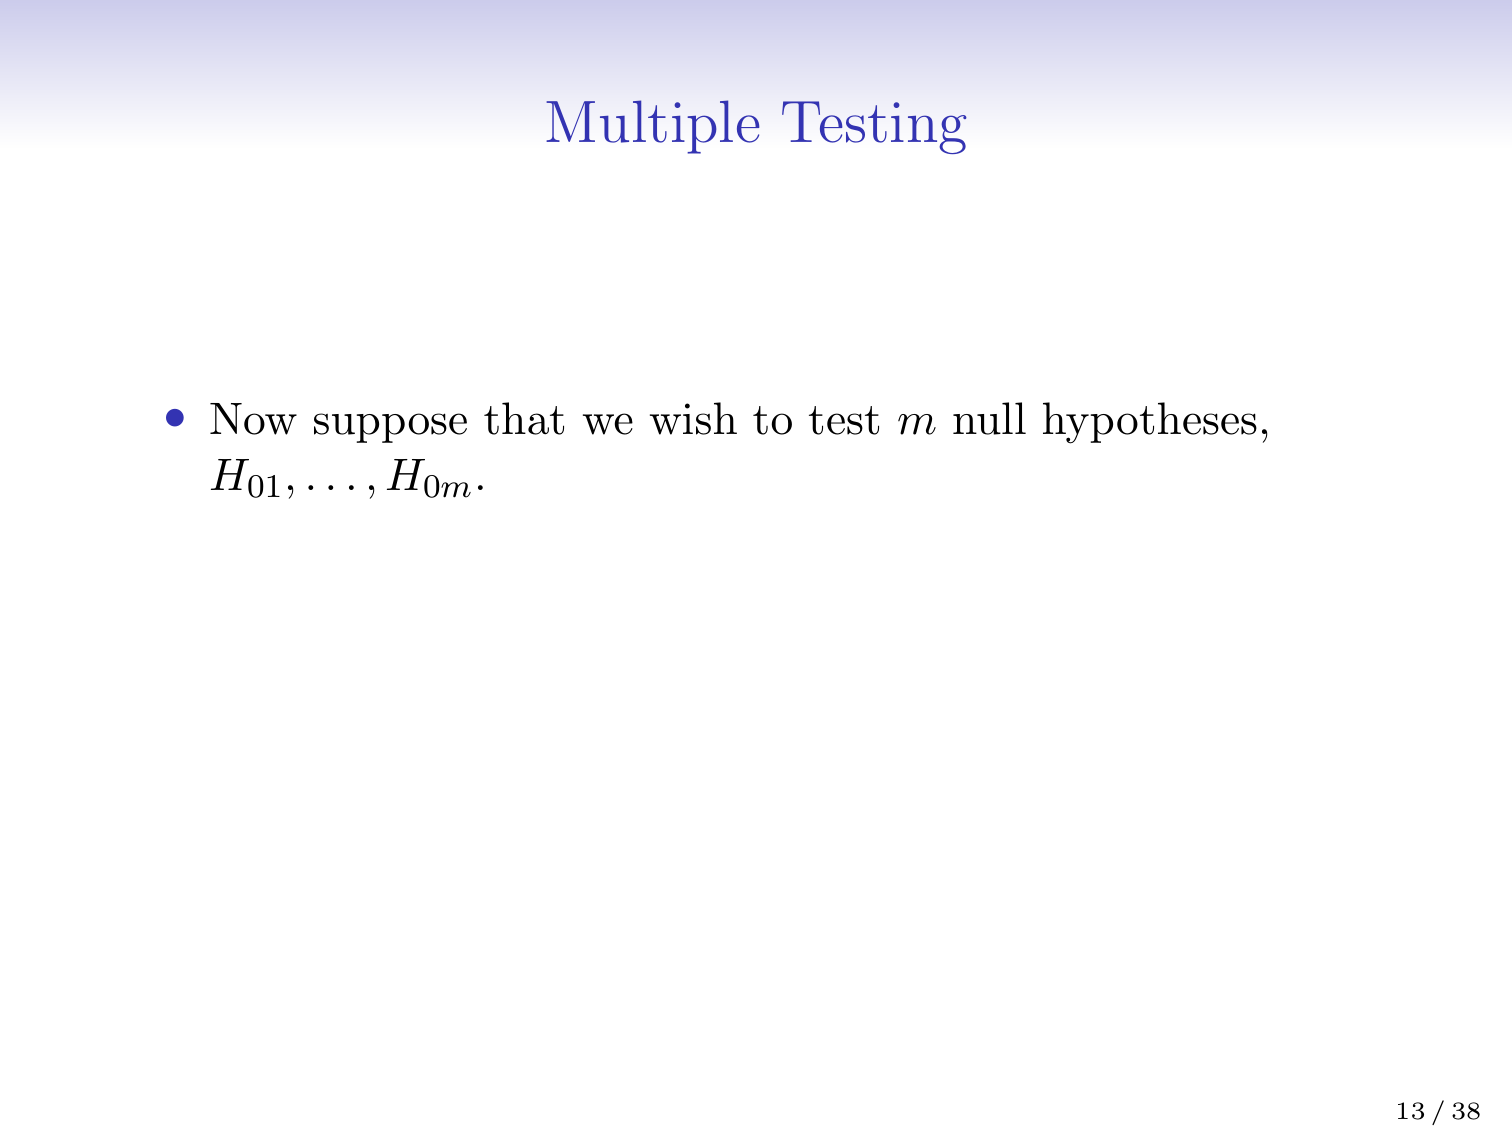 Multiple Testing
• Now suppose that we wish to test m null hypotheses,
H₀₁, . . . , H₀ₘ.
13 / 38